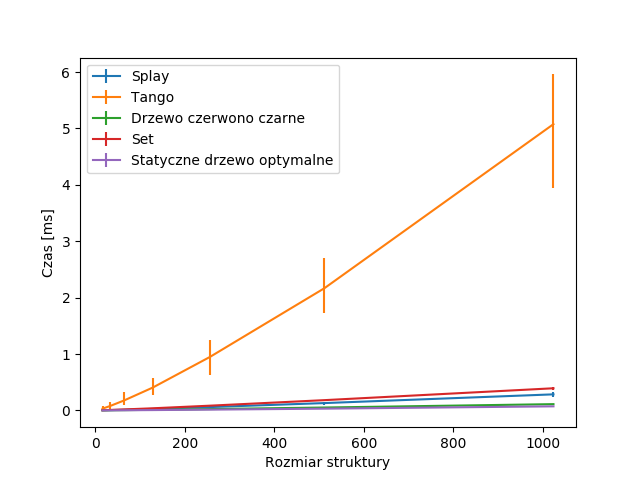 Splay
Tango
Drzewo czerwono czarne
Set
Statyczne drzewo optymalne
Czas [ms]
6
5
4
3
2
1
0
0 200 400 600 800 1000
Rozmiar struktury